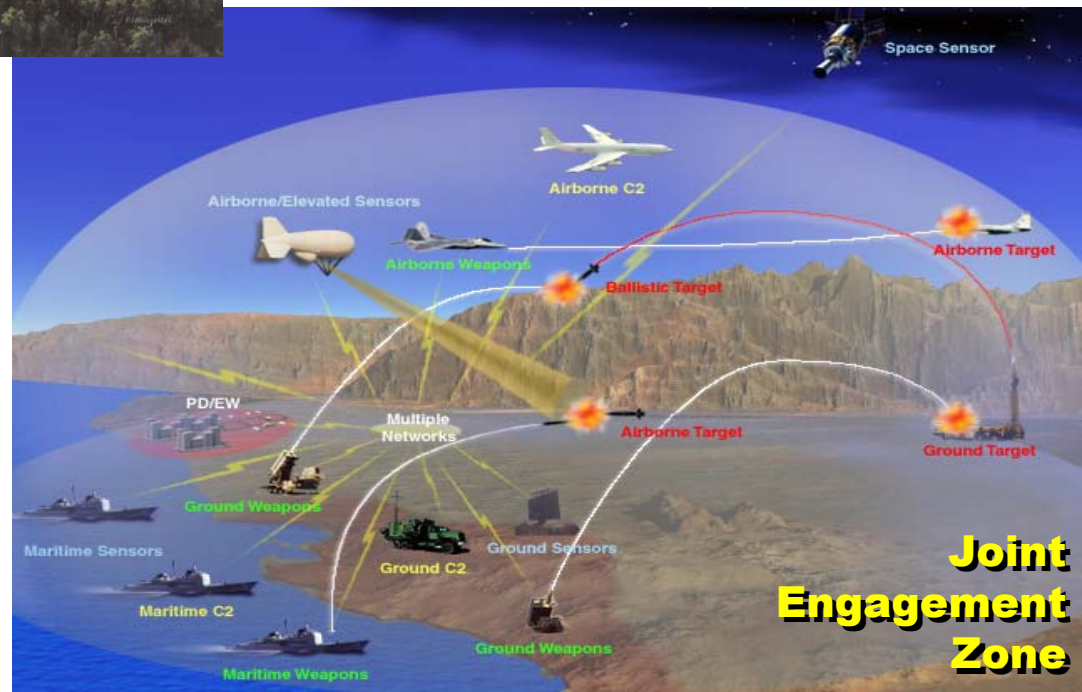 Space Sensor
Airborne C2
Airborne/Elevated Sensors
Airborne Weapons
Airborne Target
Ballistic Target
PD/EW
Multiple
Networks
Airborne Target
Ground Target
Ground Weapons
Maritime Sensors
Ground Sensors
Ground C2
Maritime C2
Ground Weapons
Maritime Weapons
Joint
Engagement
Zone